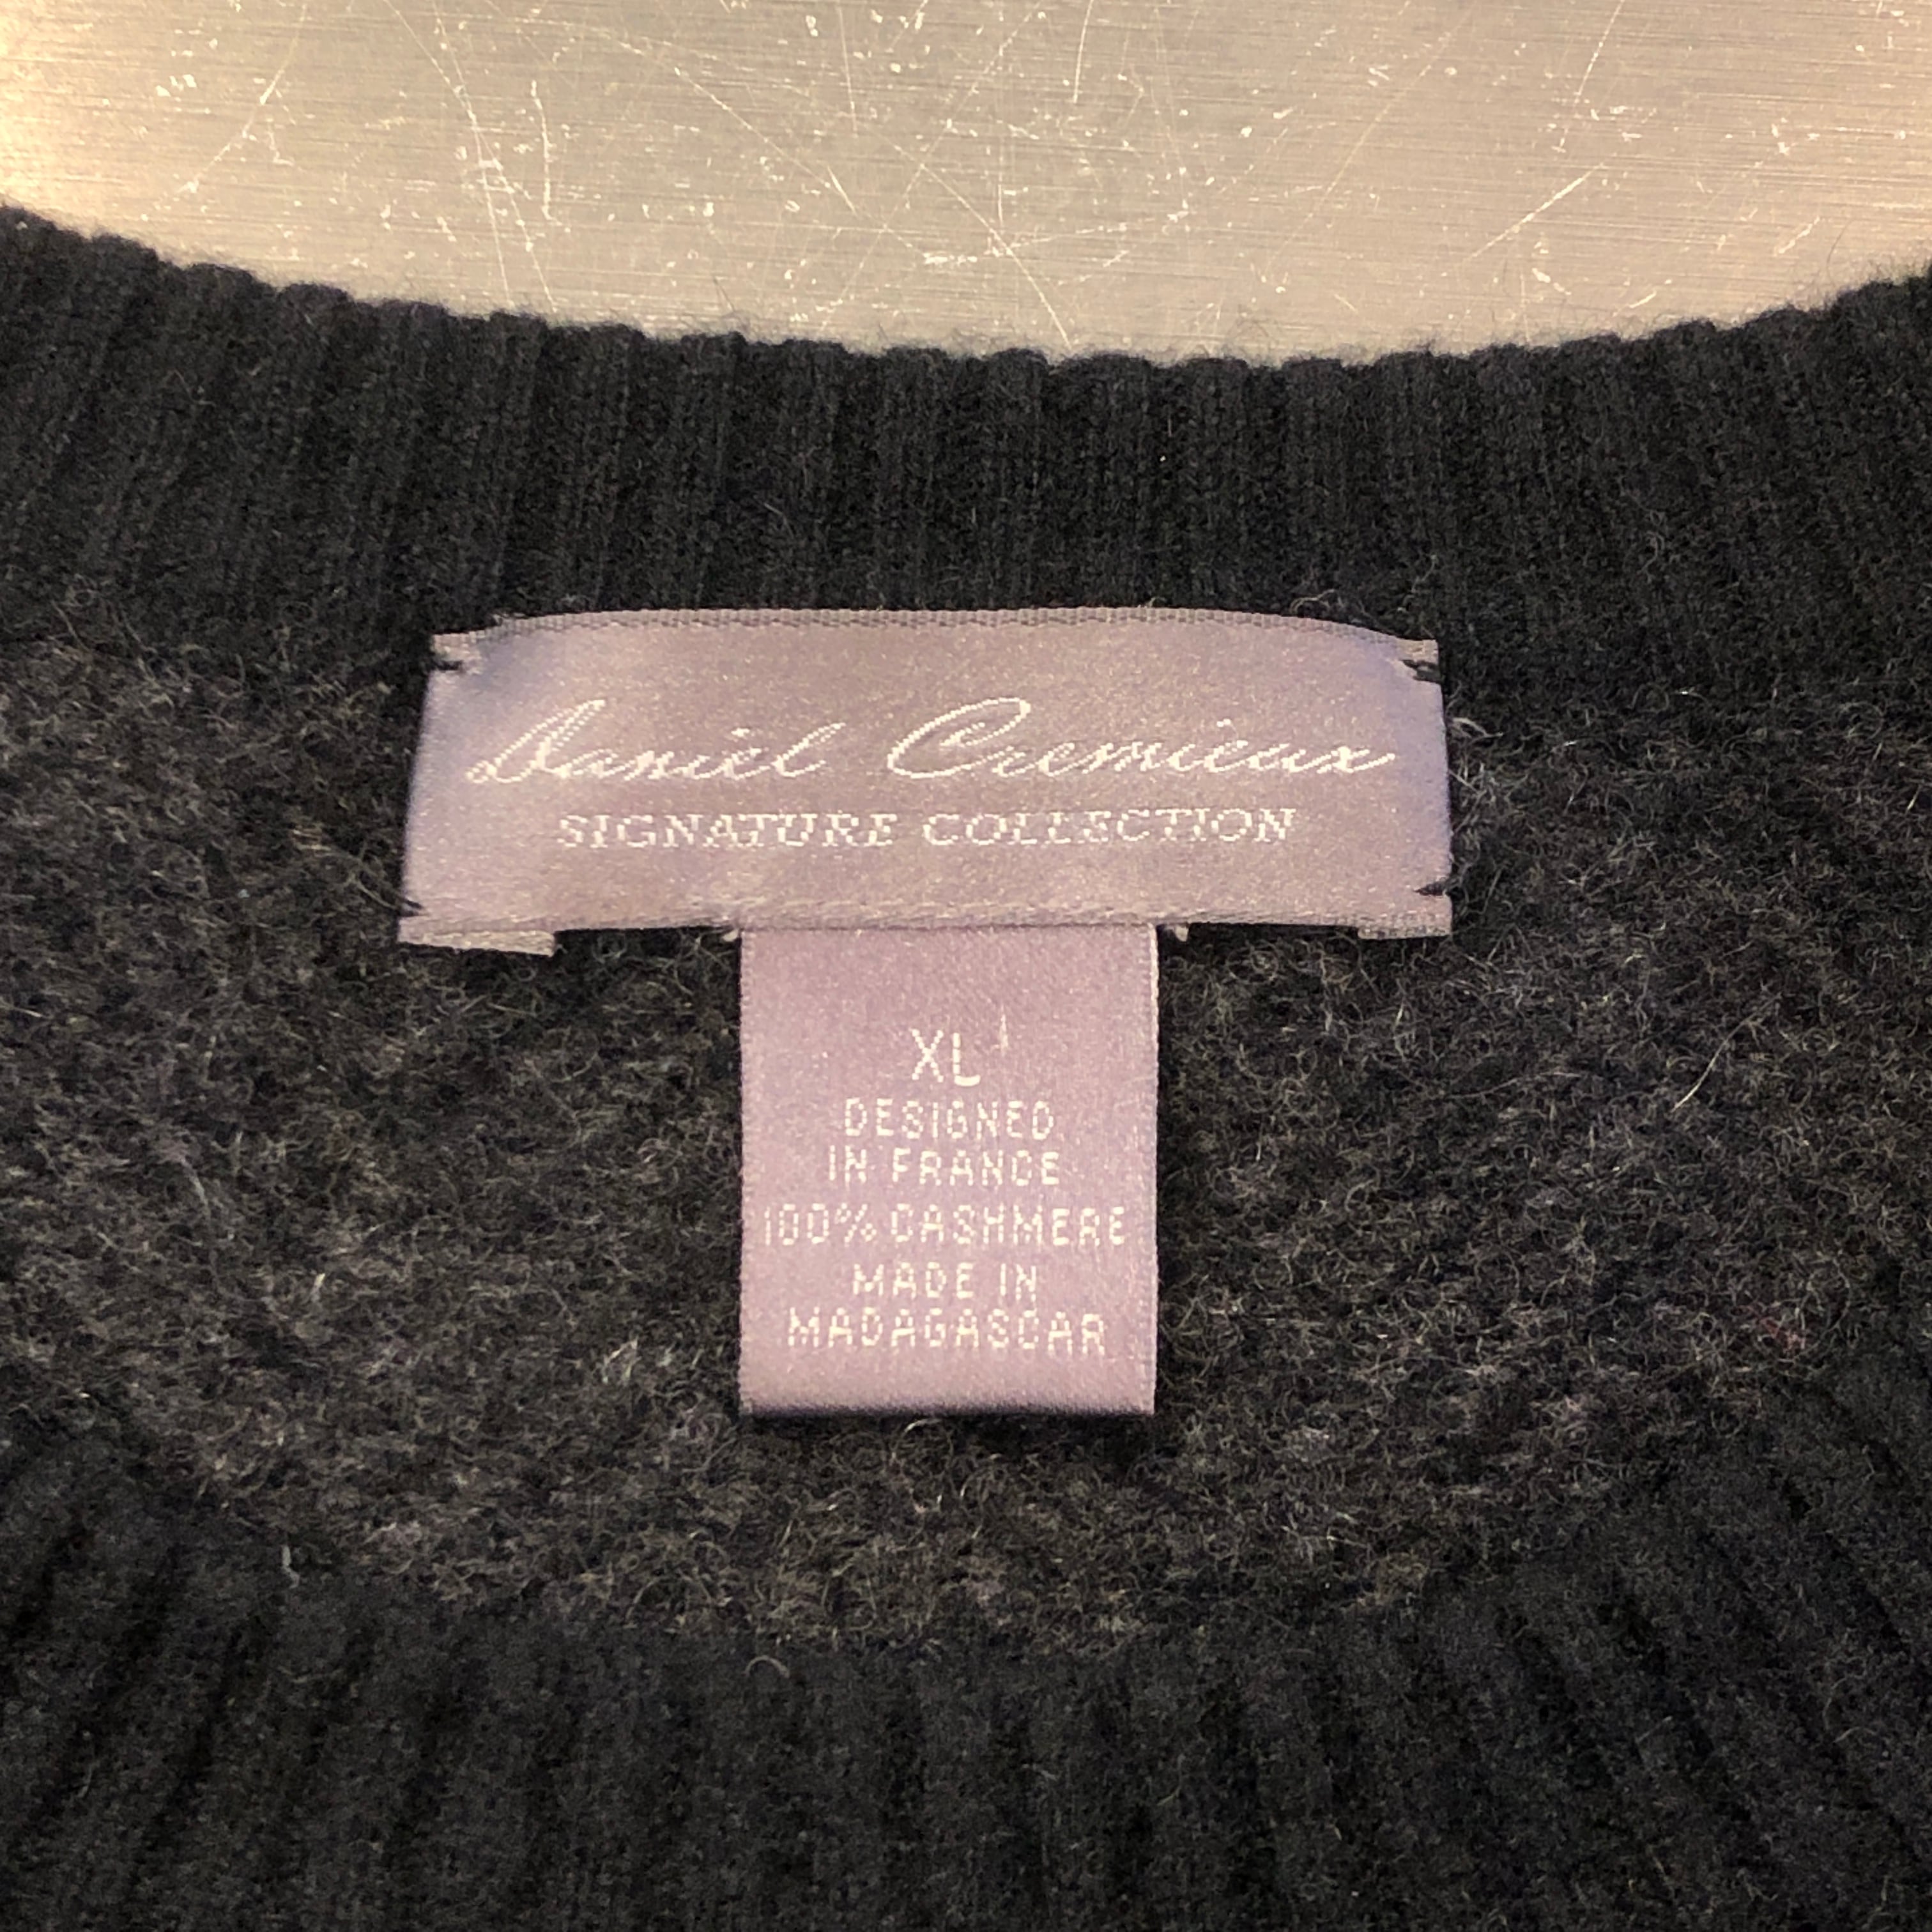 Daniel Cremieux
SIGNATURE COLLECTION
XL
DESIGNED
IN FRANCE
100% CASHMERE
MADE IN
MADAGASCAR